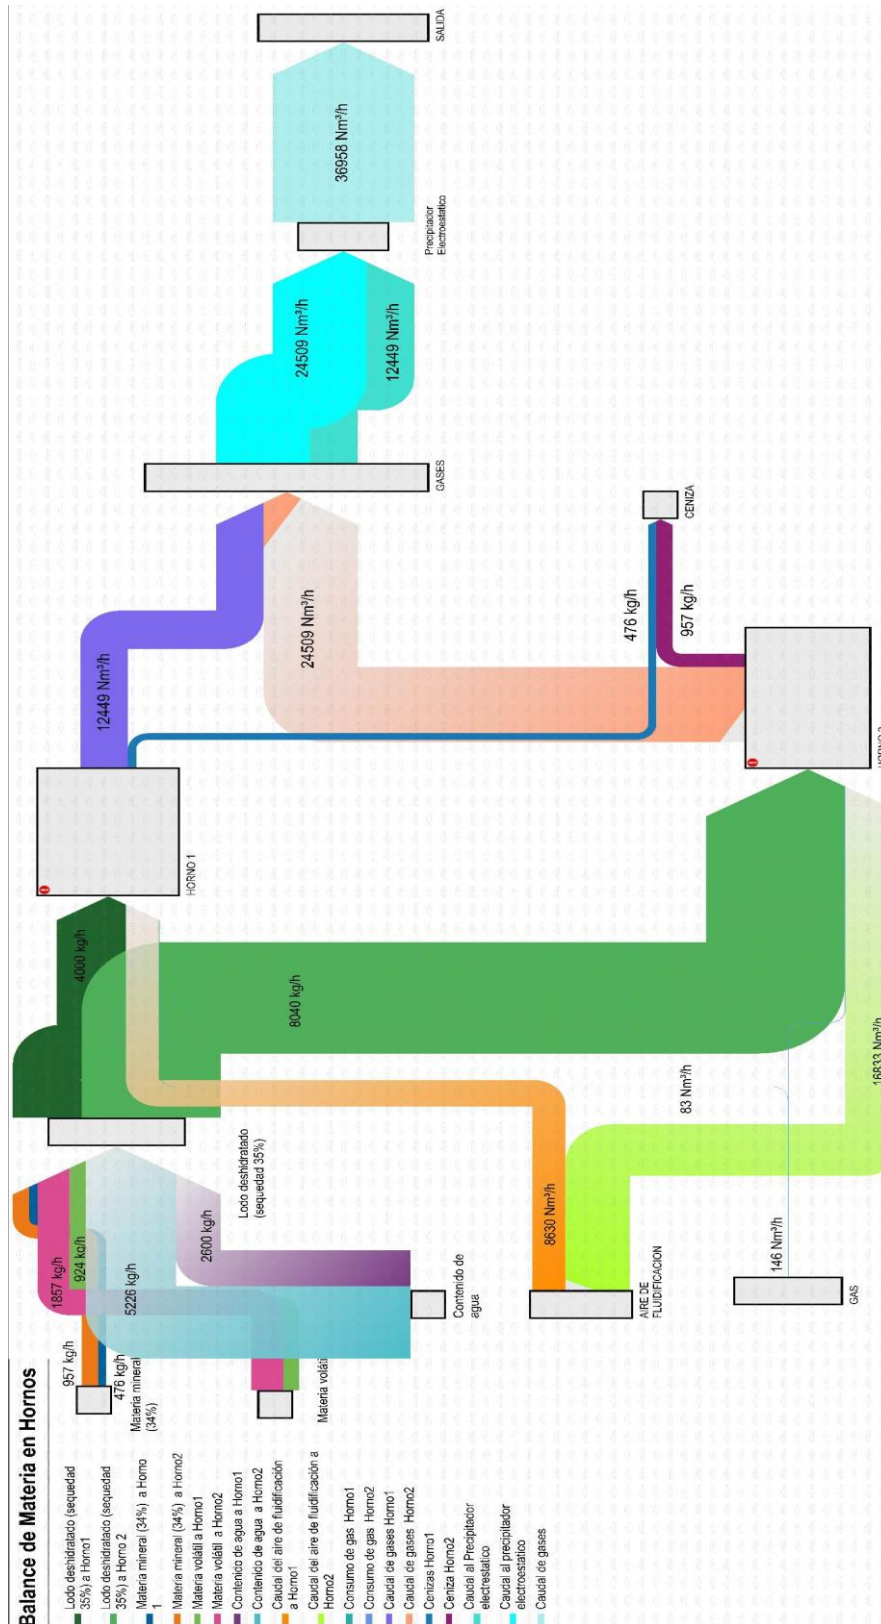 Balance de Materia en Hornos
Lodo deshidratado (sequedad
35%) a Horno1
Lodo deshidratado (sequedad
35%) a Horno 2
Materia mineral (34%) a Horno
1
Materia mineral (34%) a Horno2
Materia volátil a Horno1
Materia volátil a Horno2
Contenido de agua a Horno1
Contenido de agua a Horno2
Caudal del aire de fluidificación
a Horno1
Caudal del aire de fluidificación a
Horno2
Consumo de gas Horno1
Consumo de gas Horno2
Caudal de gases Horno1
Caudal de gases Horno2
Cenizas Horno1
Ceniza Horno2
Caudal al Precipitador
electrestatico
Caudal al precipitador
electroestatico
Caudal de gases
957 kg/h
476 kg/h
Materia mineral
(34%)
Materia voláti
1857 kg/h
924 kg/h
5226 kg/h
2600 kg/h
Contenido de
agua
Lodo deshidratado
(sequedad 35%)
AIRE DE
FLUIDIFICACION
8630 Nm³/h
GAS
146 Nm³/h
83 Nm³/h
16833 Nm³/h
4000 kg/h
8040 kg/h
HORNO 1
HORNO 2
12449 Nm³/h
24509 Nm³/h
476 kg/h
957 kg/h
CENIZA
GASES
24509 Nm³/h
12449 Nm³/h
Precipitador
Electroestatico
36958 Nm³/h
SALIDA